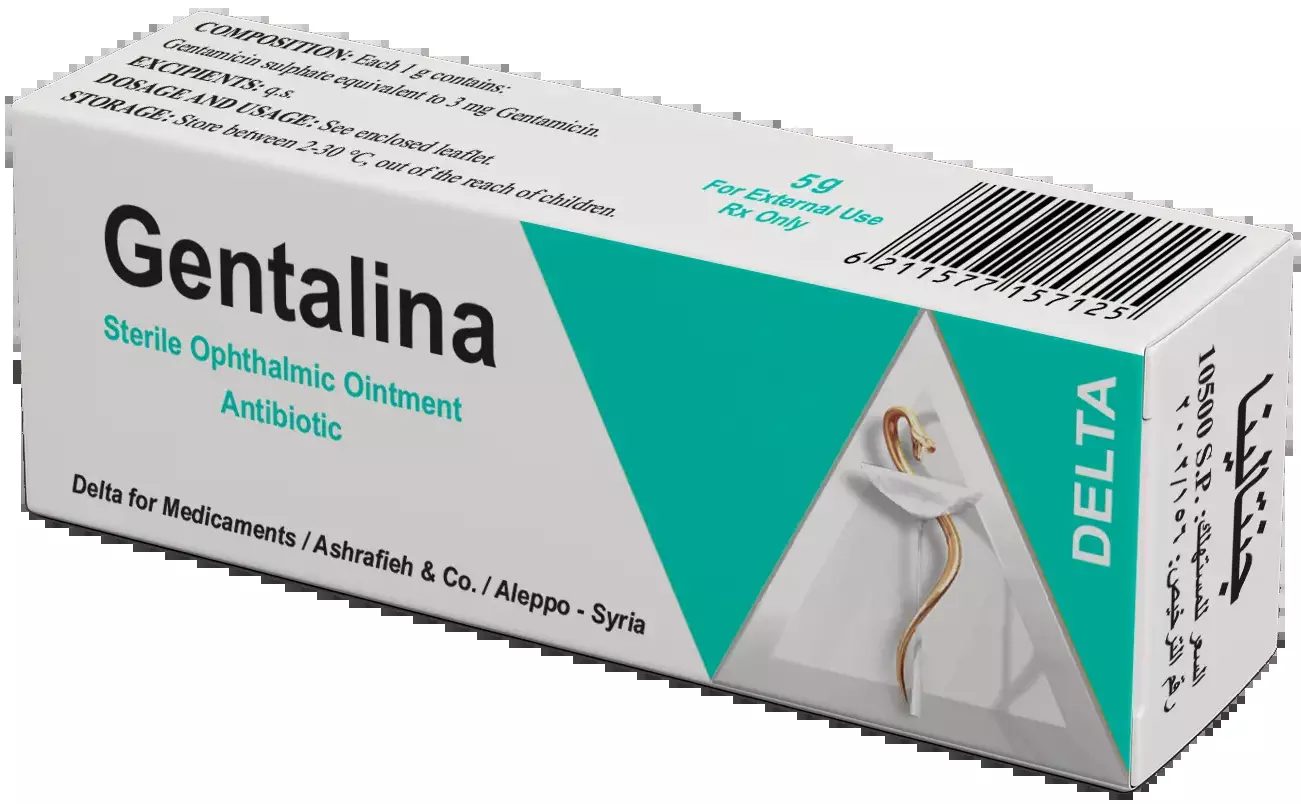 COMPOSITION: Each 1 g contains:
Gentamicin sulphate equivalent to 3 mg Gentamicin.
EXCIPIENTS: q.s.
DOSAGE AND USAGE: See enclosed leaflet.
STORAGE: Store between 2-30 °C, out of the reach of children.
5g
For External Use
Rx Only
6 211577 157125
Gentalina
Sterile Ophthalmic Ointment
Antibiotic
Delta for Medicaments / Ashrafieh & Co. / Aleppo - Syria
DELTA
جنتالينا
السعر للمستهلك: 10500 S.P.
رقم الترخيص: ٢٠٠٢/١٥٦